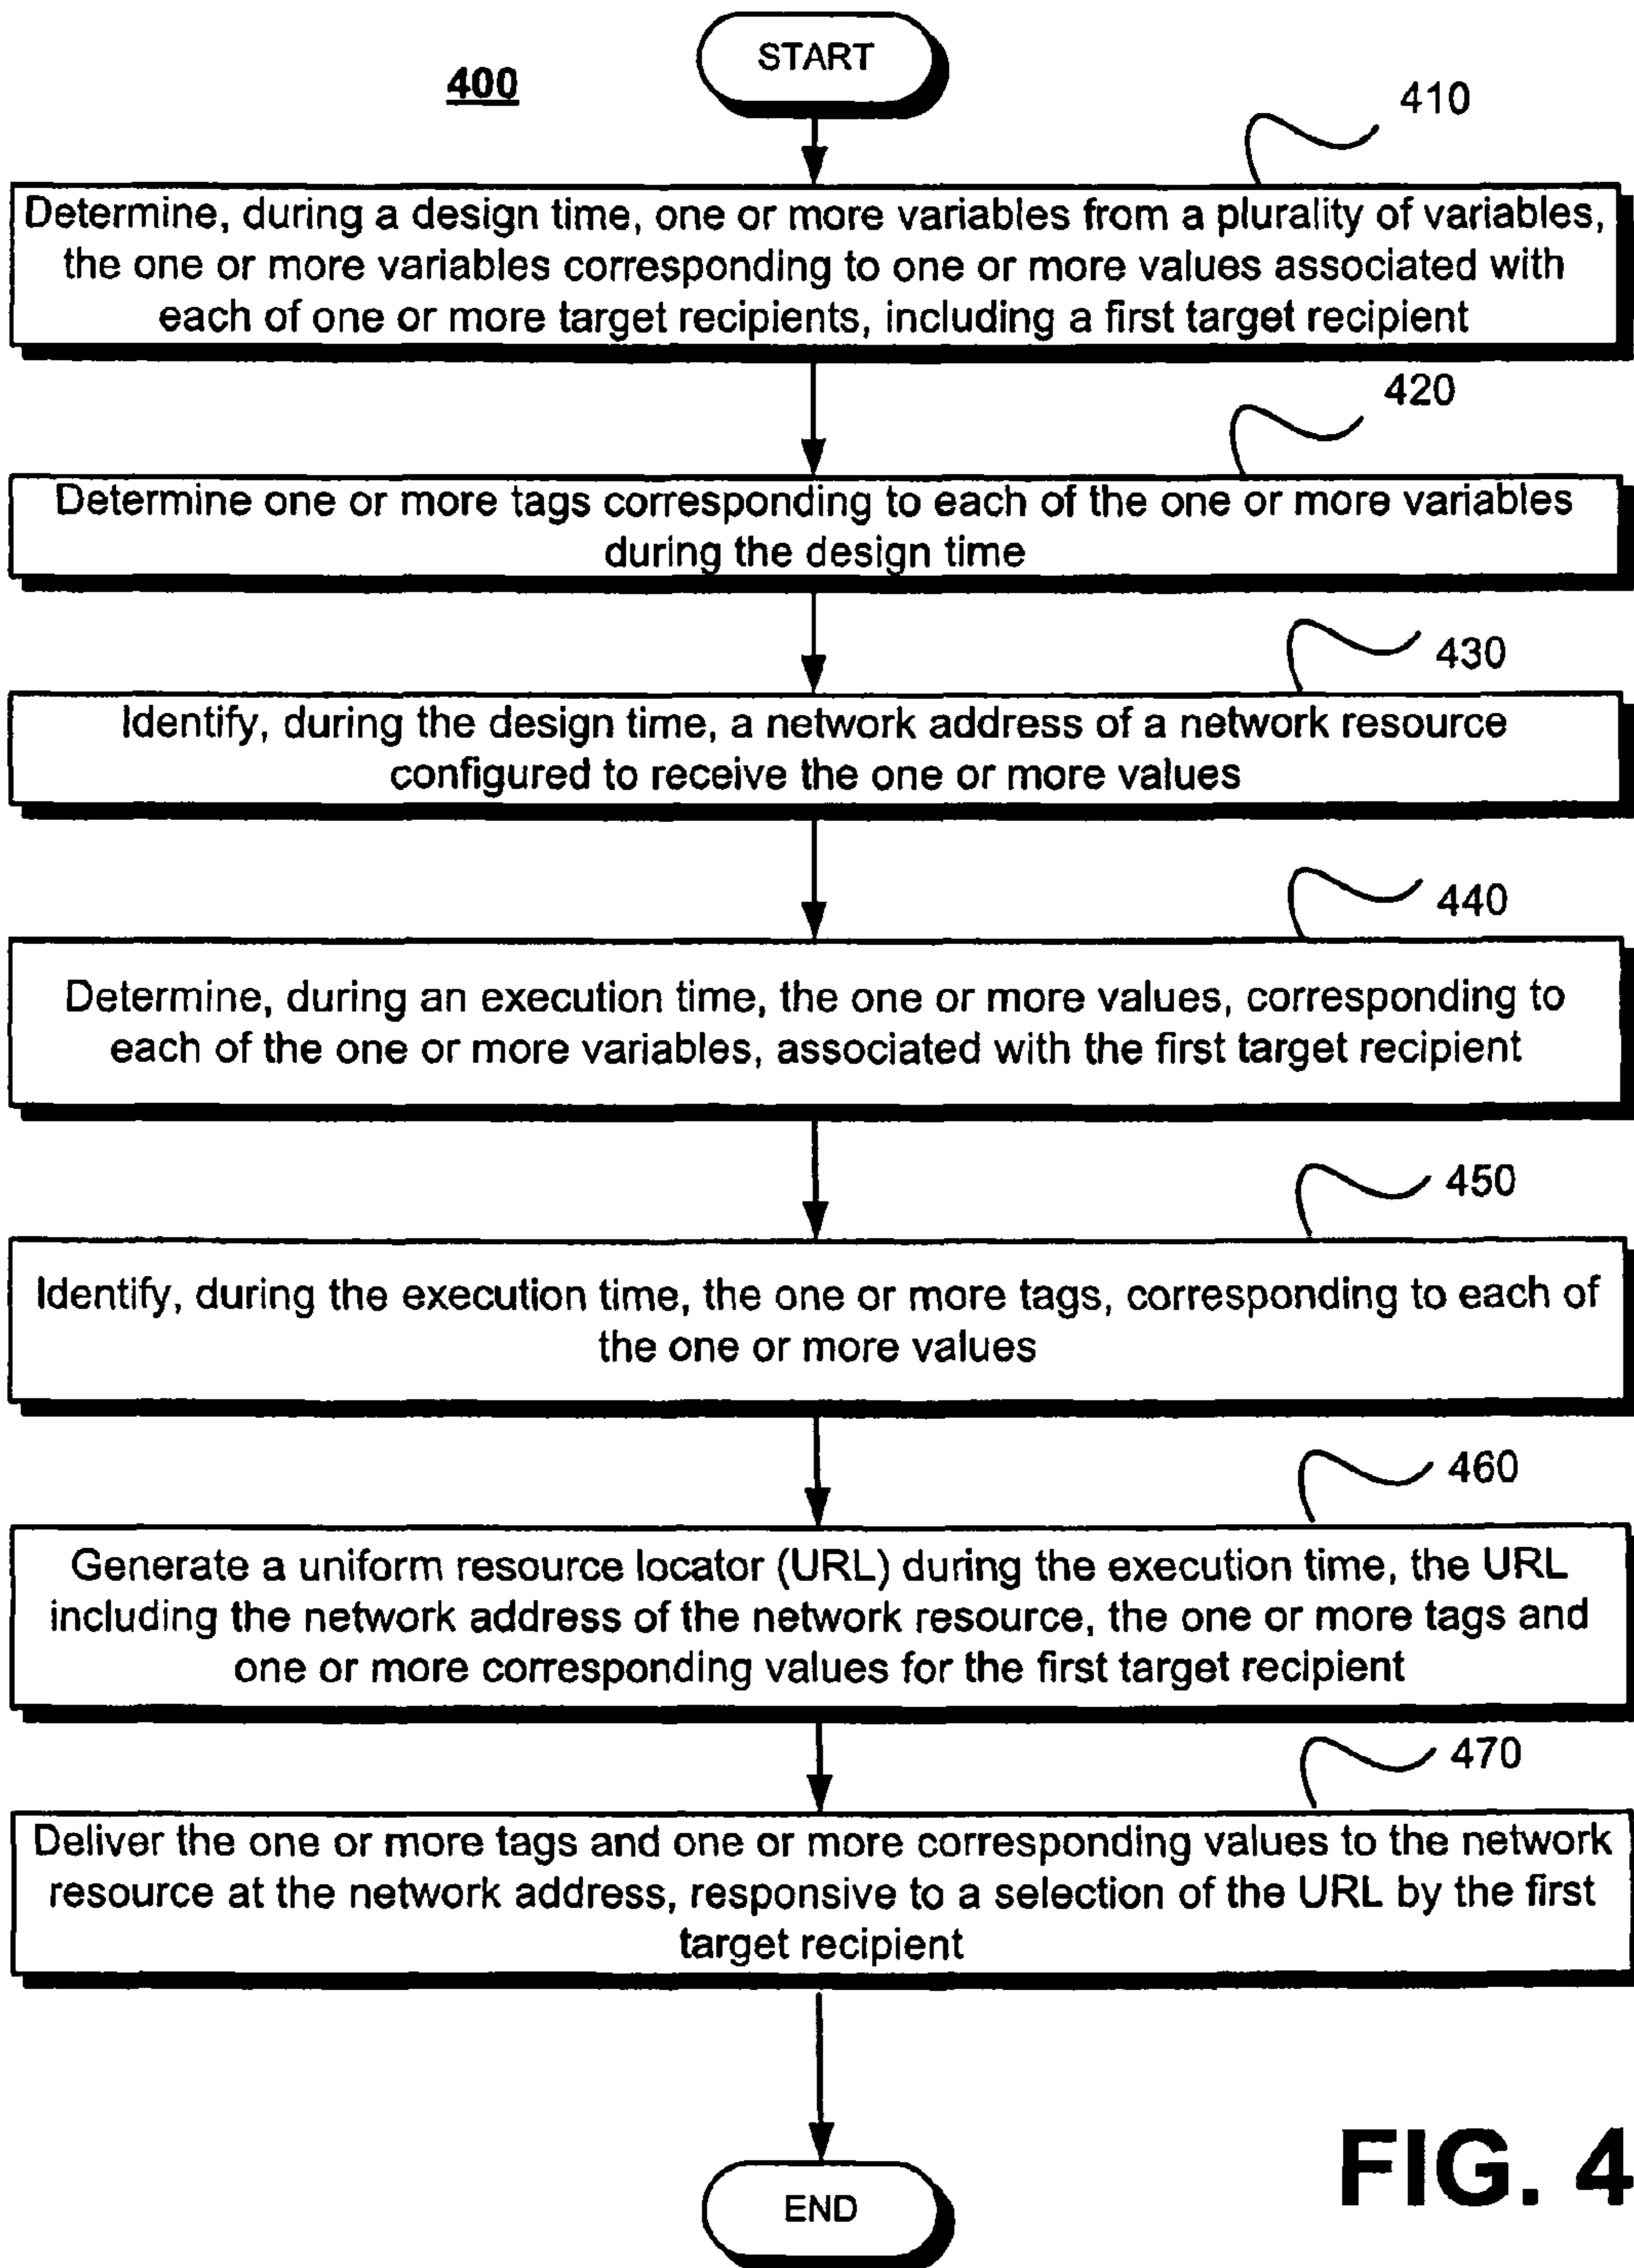 START
400
410
Determine, during a design time, one or more variables from a plurality of variables,
the one or more variables corresponding to one or more values associated with
each of one or more target recipients, including a first target recipient
420
Determine one or more tags corresponding to each of the one or more variables
during the design time
430
Identify, during the design time, a network address of a network resource
configured to receive the one or more values
440
Determine, during an execution time, the one or more values, corresponding to
each of the one or more variables, associated with the first target recipient
450
Identify, during the execution time, the one or more tags, corresponding to each of
the one or more values
460
Generate a uniform resource locator (URL) during the execution time, the URL
including the network address of the network resource, the one or more tags and
one or more corresponding values for the first target recipient
470
Deliver the one or more tags and one or more corresponding values to the network
resource at the network address, responsive to a selection of the URL by the first
target recipient
END
FIG. 4